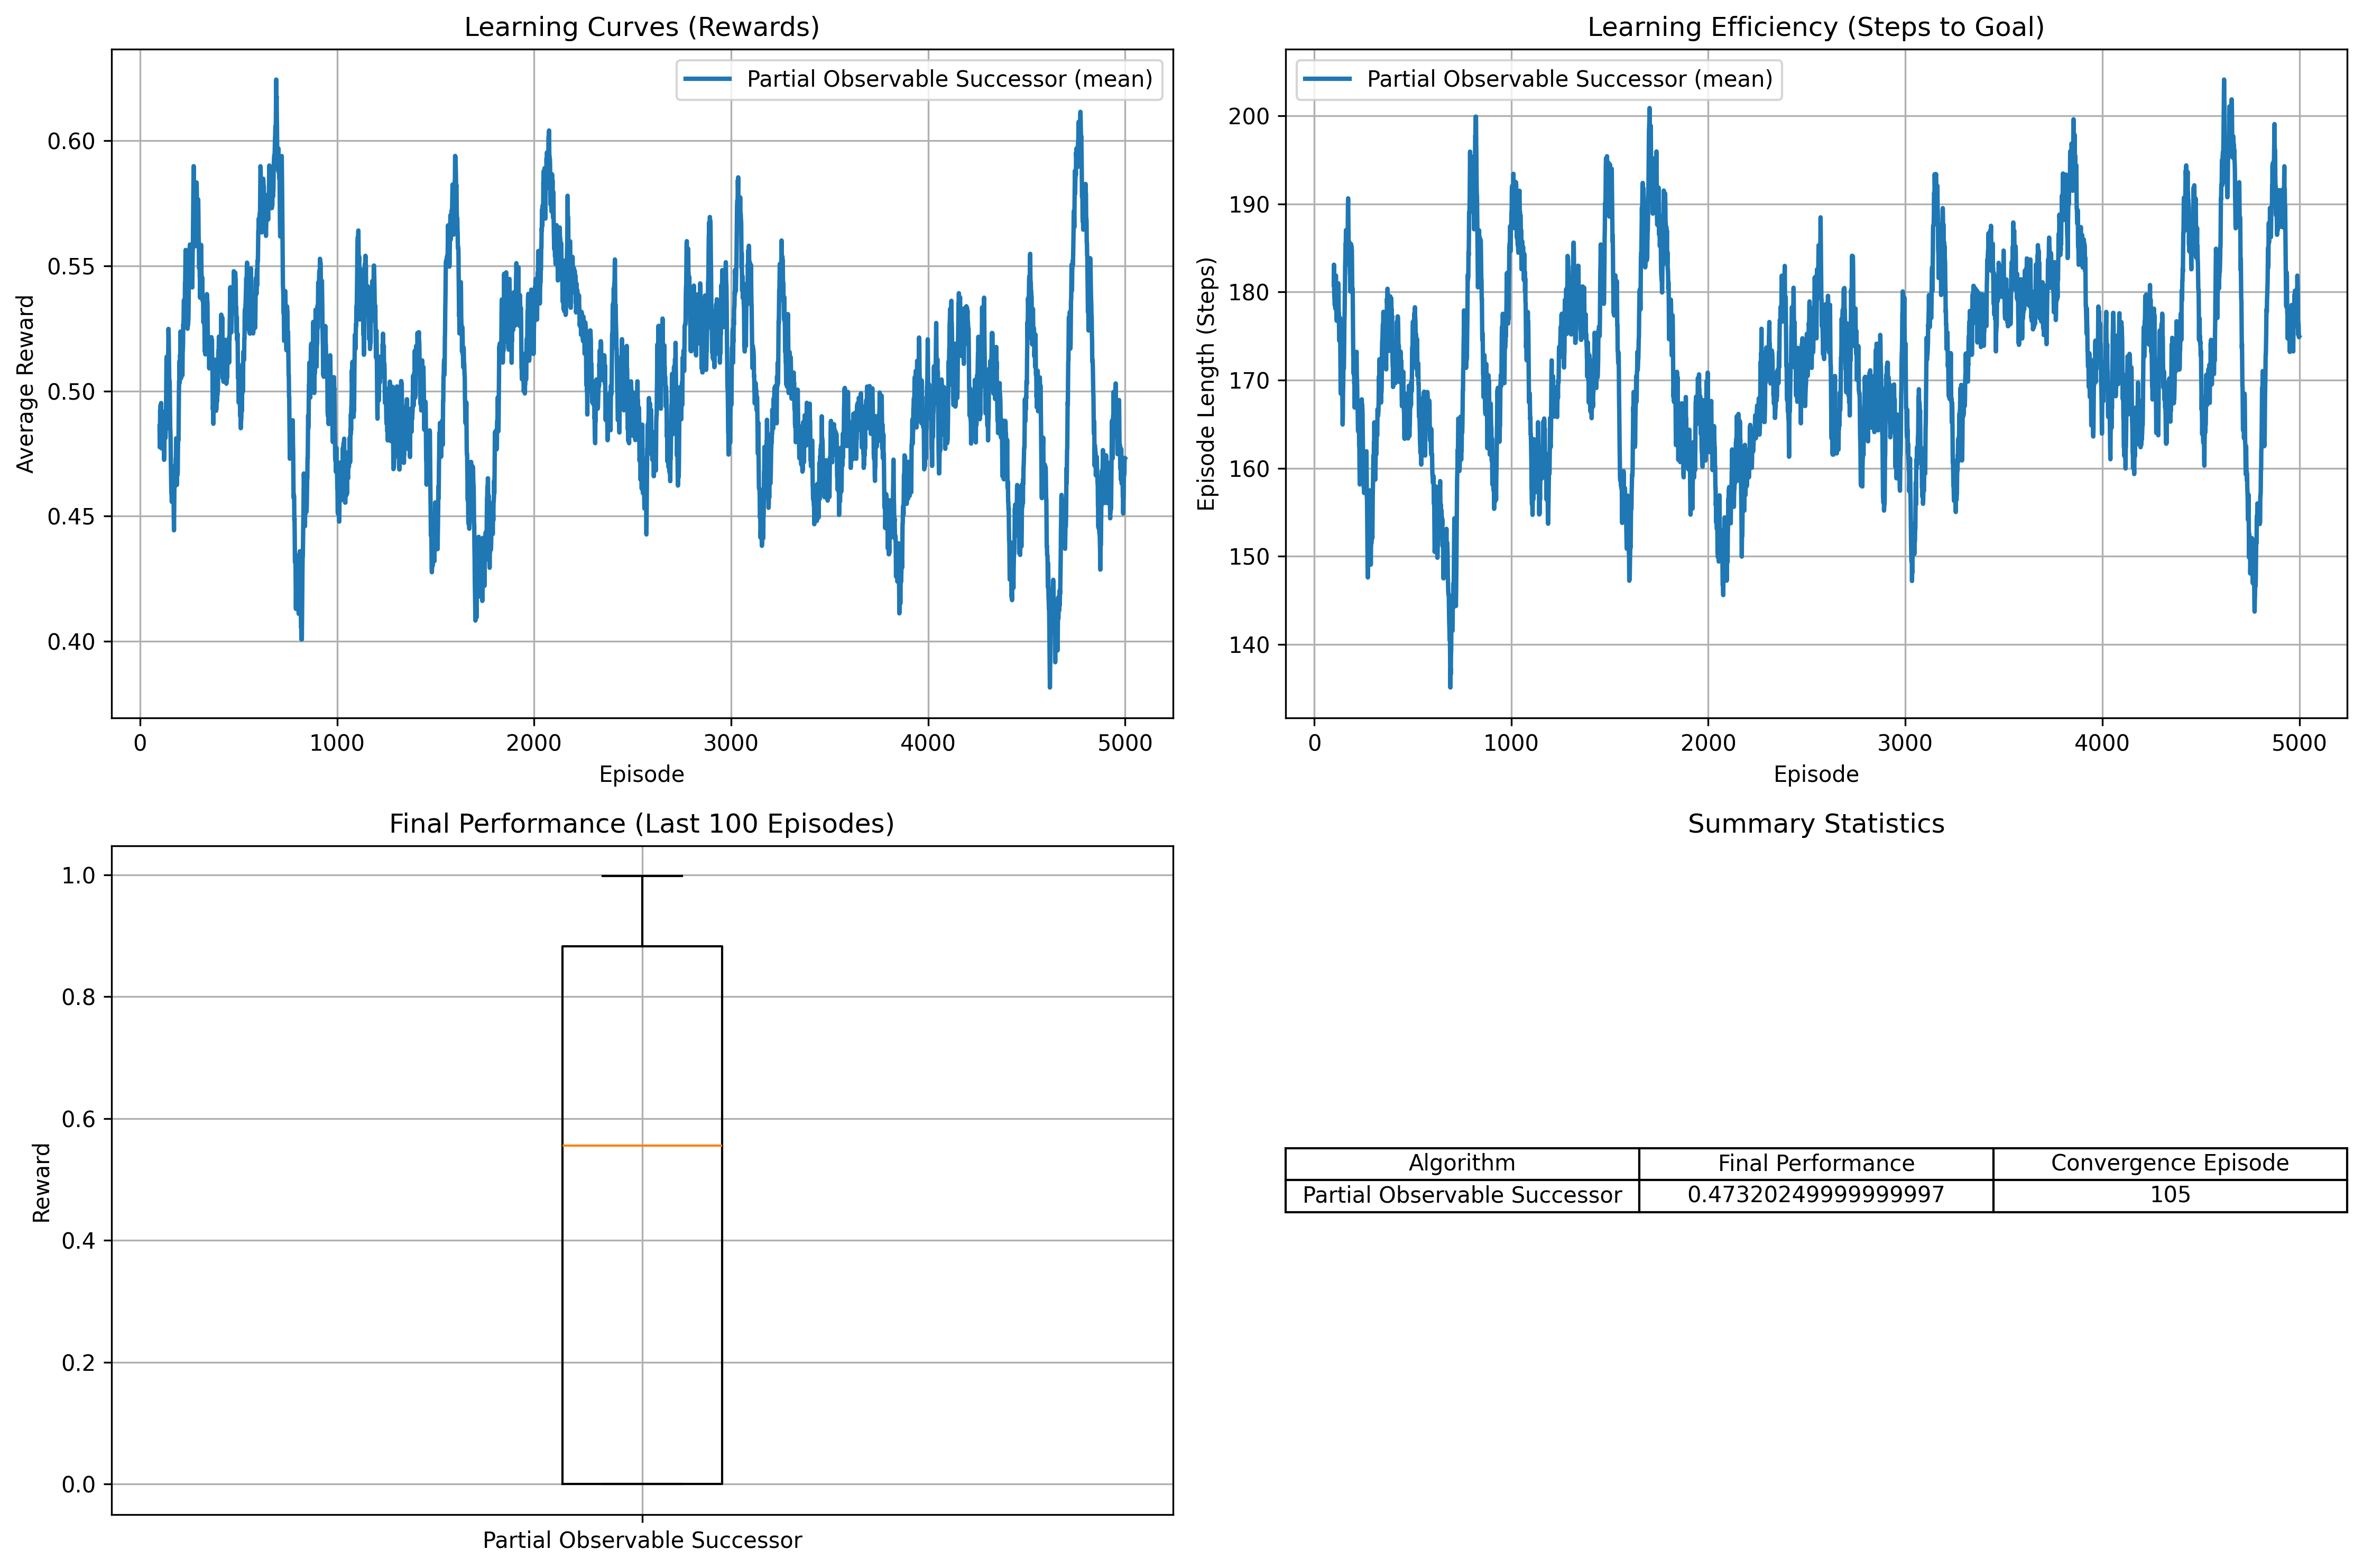 Learning Curves (Rewards)
Partial Observable Successor (mean)
Average Reward
0.60
0.55
0.50
0.45
0.40
0
1000
2000
3000
4000
5000
Episode
Learning Efficiency (Steps to Goal)
Partial Observable Successor (mean)
Episode Length (Steps)
200
190
180
170
160
150
140
0
1000
2000
3000
4000
5000
Episode
Final Performance (Last 100 Episodes)
Reward
1.0
0.8
0.6
0.4
0.2
0.0
Partial Observable Successor
Summary Statistics
Algorithm Final Performance Convergence Episode
Partial Observable Successor 0.47320249999999997 105